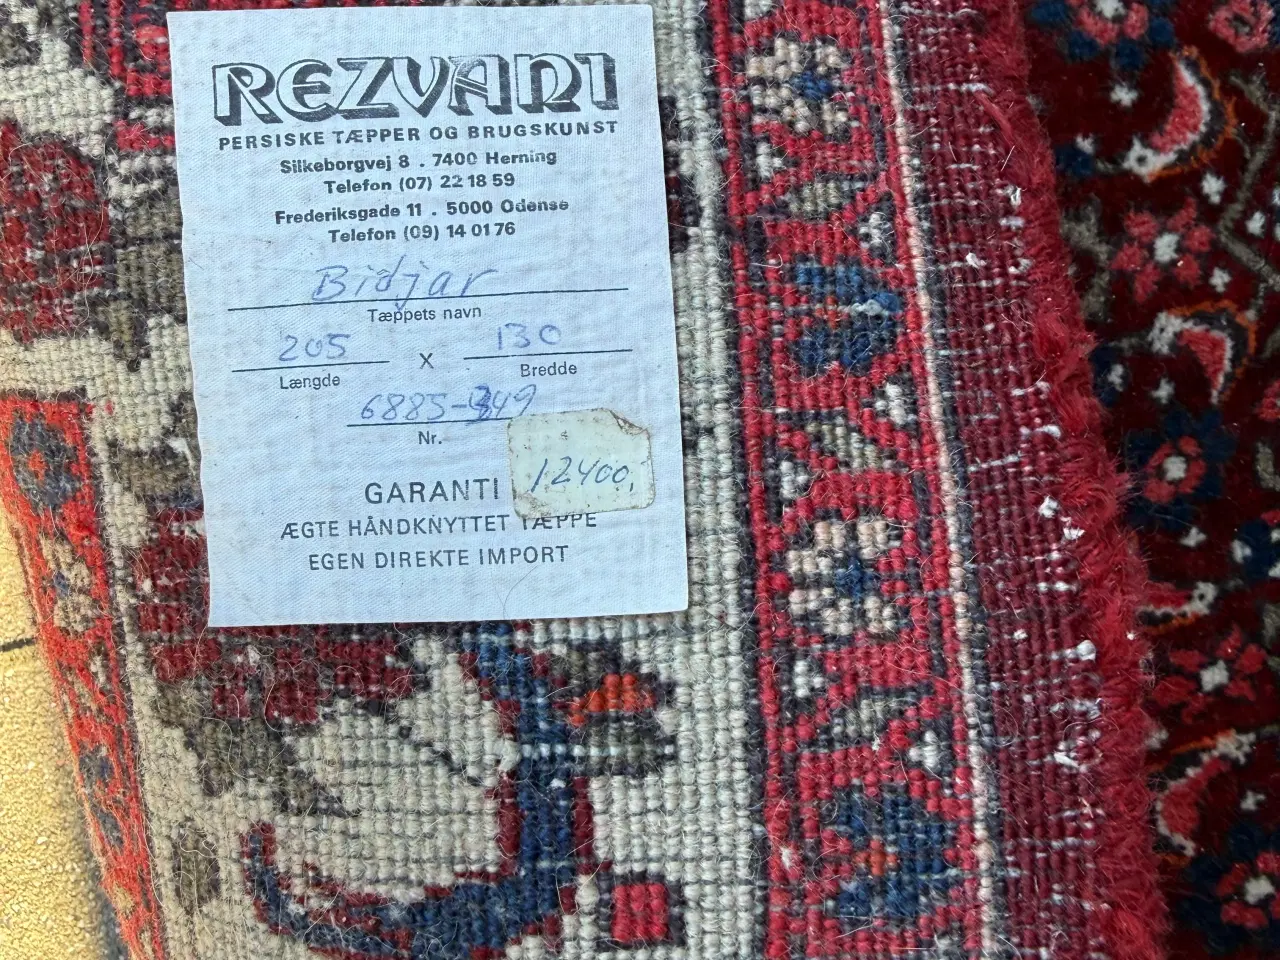 REZVANI
PERSISKE TÆPPER OG BRUGSKUNST
Silkeborgvej 8 . 7400 Herning
Telefon (07) 22 18 59
Frederiksgade 11 . 5000 Odense
Telefon (09) 14 01 76
Bidjar
Tæppets navn
205 X 130
Længde Bredde
6885-349
Nr.
GARANTI
12400,
ÆGTE HÅNDKNYTTET TÆPPE
EGEN DIREKTE IMPORT